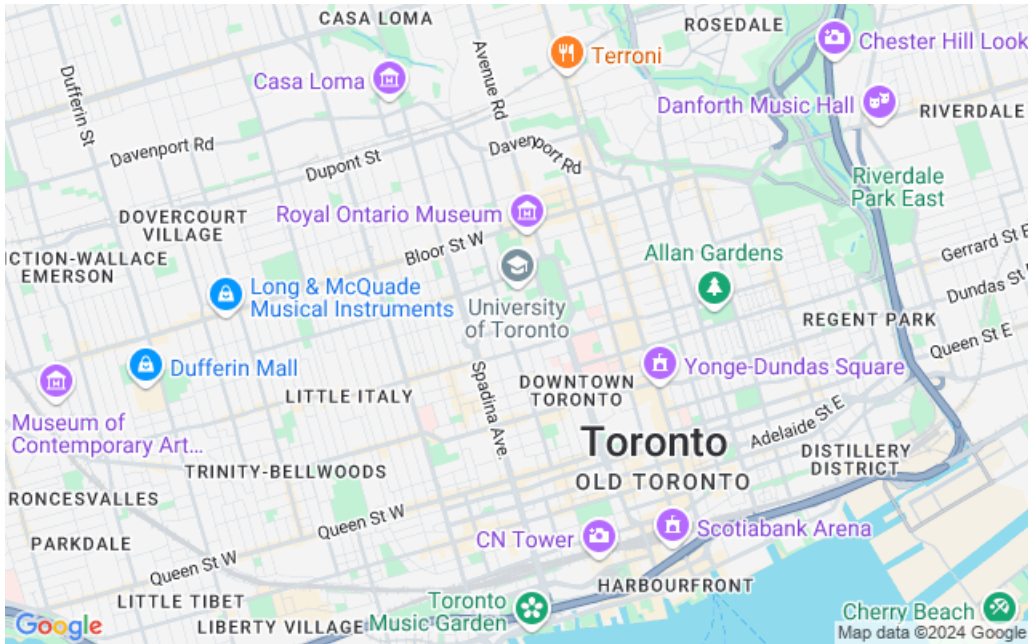 CASA LOMA
ROSEDALE
Avenue Rd
Terroni
Chester Hill Look
Casa Loma
Dufferin St
Danforth Music Hall
RIVERDALE
Davenport Rd
Dupont St
Davenport Rd
Riverdale
Park East
Royal Ontario Museum
DOVERCOURT
VILLAGE
Bloor St W
Allan Gardens
Gerrard St E
NCTION-WALLACE
EMERSON
Long & McQuade
Musical Instruments
University
of Toronto
Dundas St
REGENT PARK
Queen St E
Dufferin Mall
Yonge-Dundas Square
Spadina Ave.
DOWNTOWN
TORONTO
LITTLE ITALY
Museum of
Contemporary Art...
Adelaide St E
Toronto
OLD TORONTO
DISTILLERY
DISTRICT
TRINITY-BELLWOODS
RONCESVALLES
Queen St W
Scotiabank Arena
CN Tower
PARKDALE
Queen St W
HARBOURFRONT
LITTLE TIBET
Toronto
Music Garden
Cherry Beach
LIBERTY VILLAGE
Google
Map data ©2024 Google